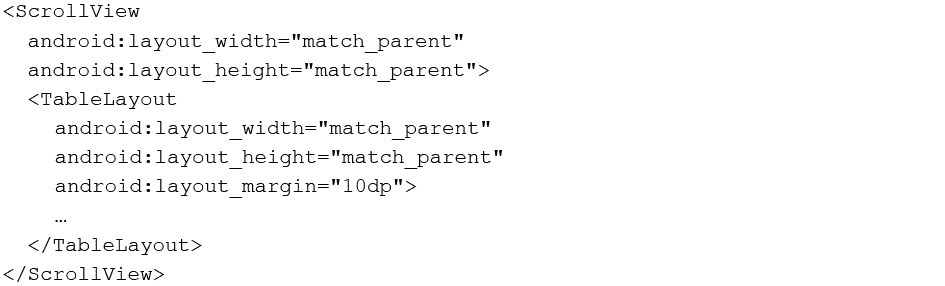 <ScrollView
  android:layout_width="match_parent"
  android:layout_height="match_parent">
  <TableLayout
    android:layout_width="match_parent"
    android:layout_height="match_parent"
    android:layout_margin="10dp">
    …
  </TableLayout>
</ScrollView>